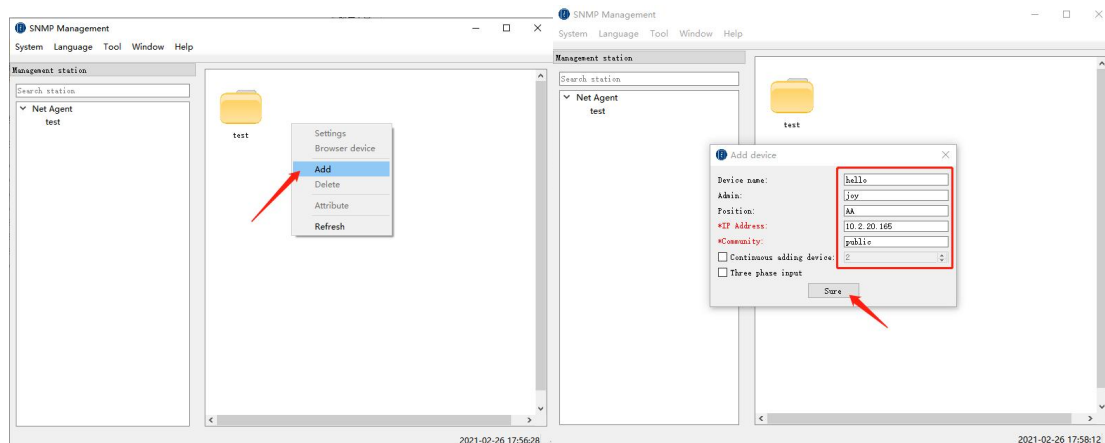 SNMP Management
System Language Tool Window Help
Management station
Search station
Net Agent
test
test
Settings
Browser device
Add
Delete
Attribute
Refresh
2021-02-26 17:56:28
SNMP Management
System Language Tool Window Help
Management station
Search station
Net Agent
test
test
Add device
Device name: hello
Admin: joy
Position: AA
*IP Address: 10.2.20.165
*Community: public
Continuous adding device: 2
Three phase input
Sure
2021-02-26 17:58:12